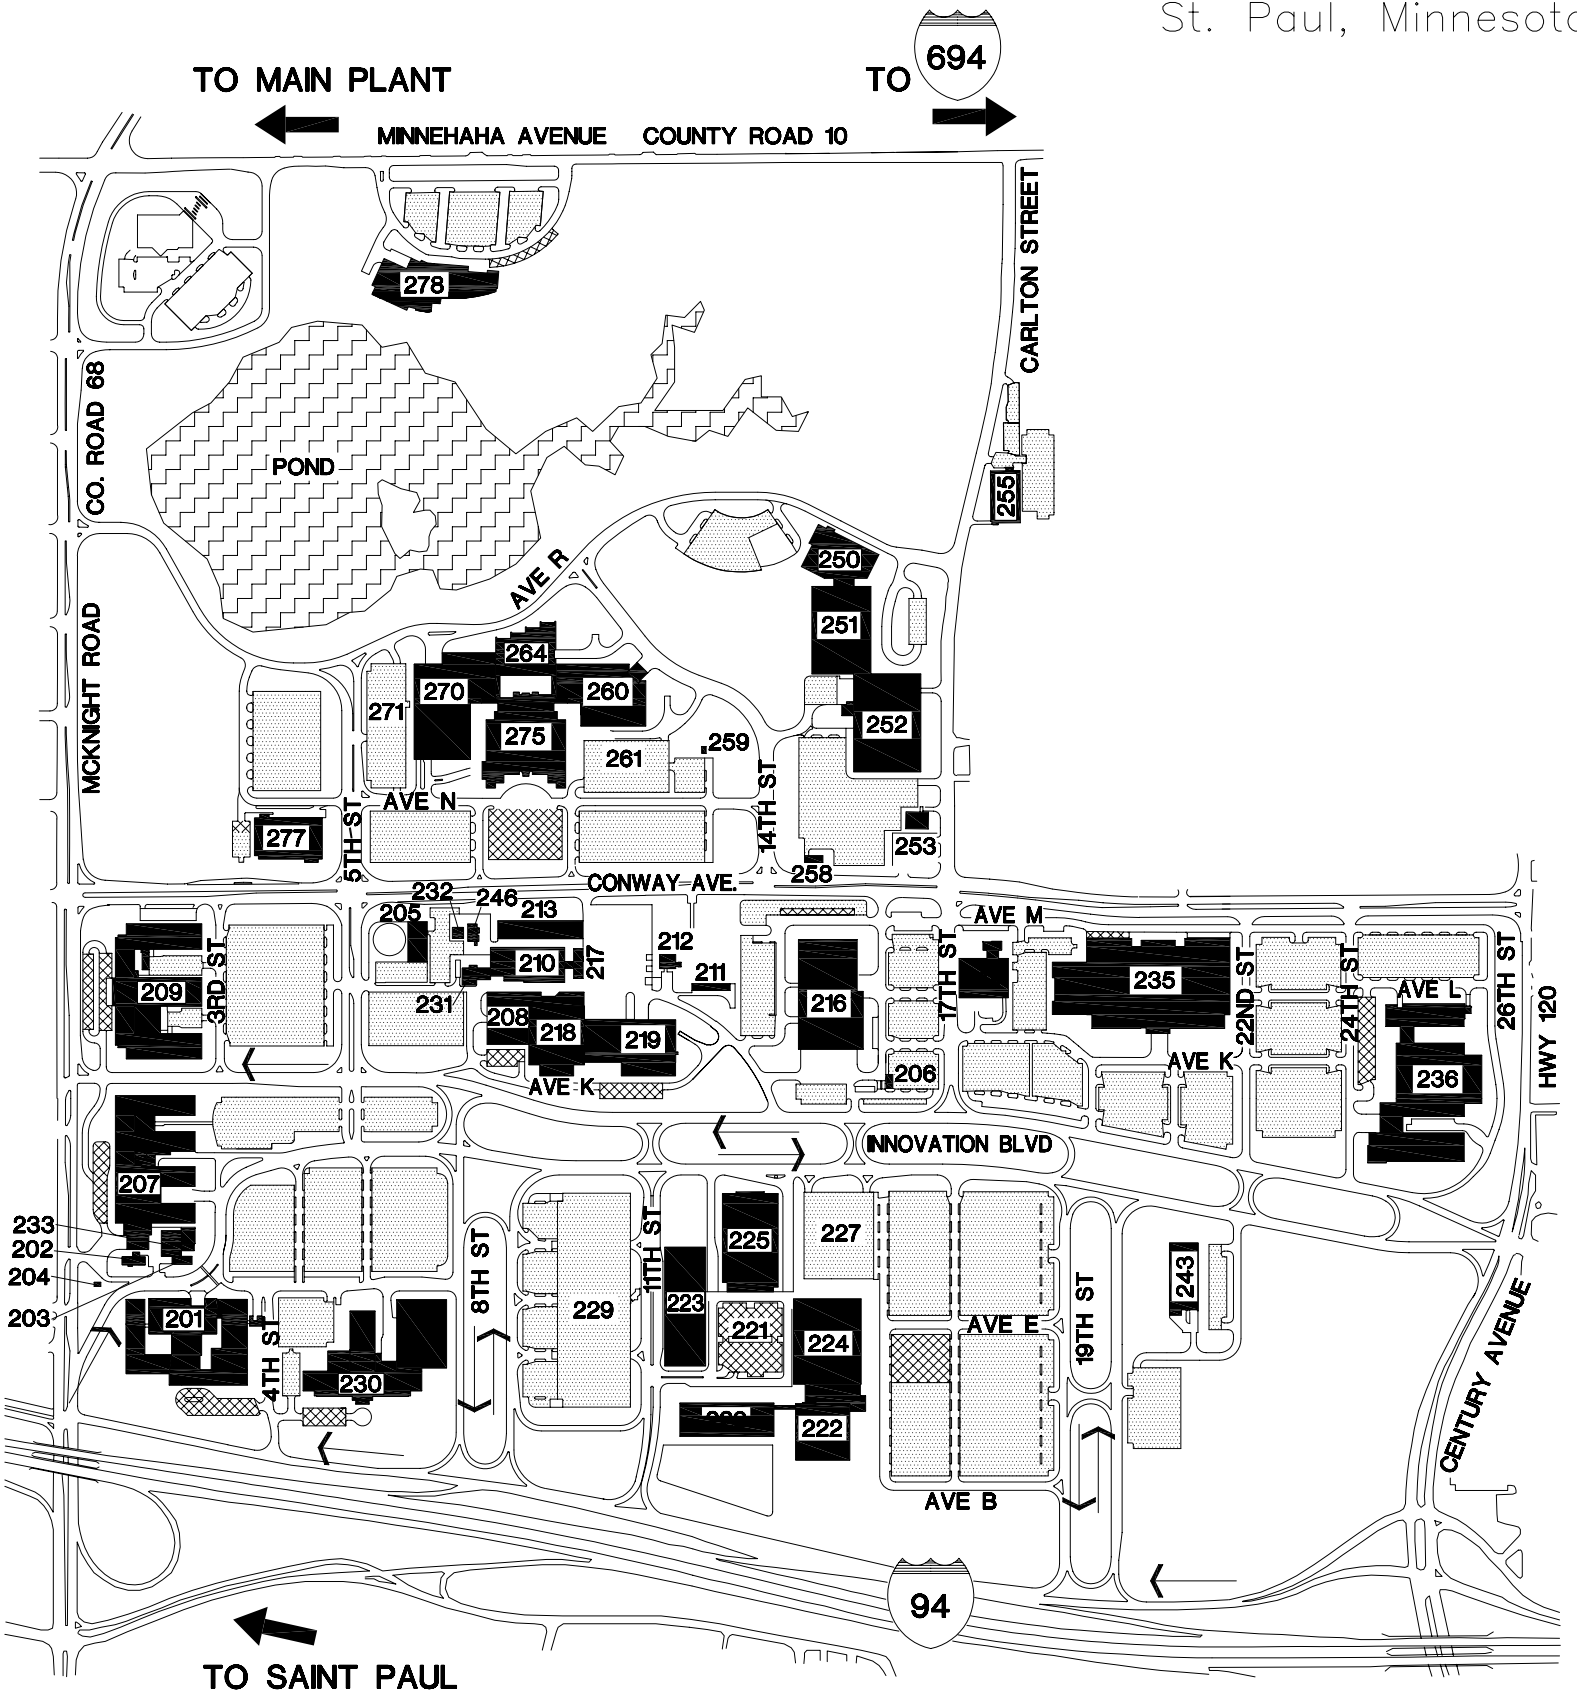 St. Paul, Minnesota
694
TO MAIN PLANT
TO
MINNEHAHA AVENUE
COUNTY ROAD 10
CARLTON STREET
278
CO. ROAD 68
POND
255
AVE R
250
251
MCKNIGHT ROAD
264
270
260
271
252
275
259
261
14TH ST
AVE N
5TH ST
277
253
258
CONWAY AVE.
232
246
205
213
AVE M
212
217
210
211
3RD ST
209
231
216
17TH ST
235
22ND ST
24TH ST
AVE L
26TH ST
HWY 120
208
218
219
AVE K
206
AVE K
236
INNOVATION BLVD
207
233
202
204
203
8TH ST
11TH ST
225
227
243
19TH ST
201
4TH ST
229
223
221
224
AVE E
230
222
CENTURY AVENUE
AVE B
94
TO SAINT PAUL